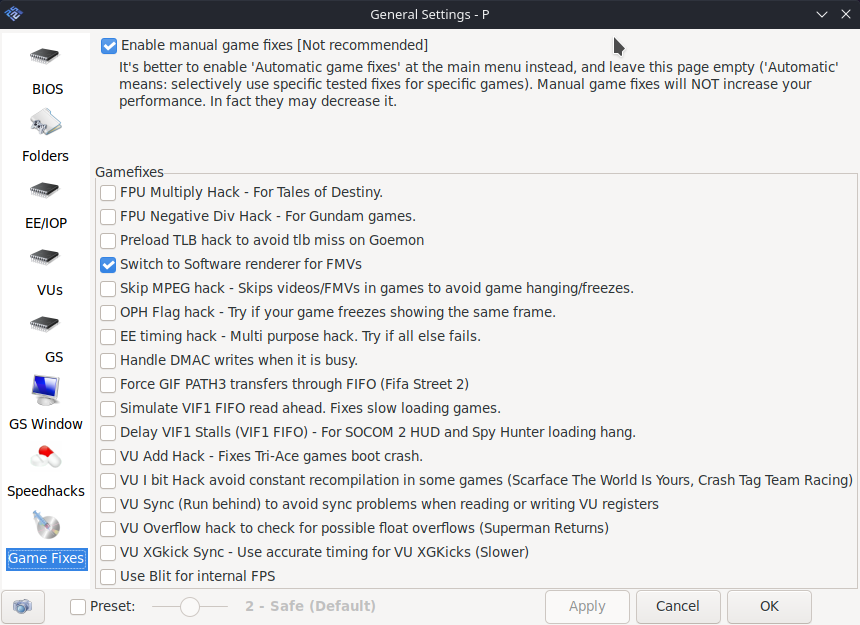 General Settings - P
Enable manual game fixes [Not recommended]
It's better to enable 'Automatic game fixes' at the main menu instead, and leave this page empty ('Automatic'
means: selectively use specific tested fixes for specific games). Manual game fixes will NOT increase your
performance. In fact they may decrease it.
BIOS
Folders
EE/IOP
VUs
GS
GS Window
Speedhacks
Game Fixes
Gamefixes
FPU Multiply Hack - For Tales of Destiny.
FPU Negative Div Hack - For Gundam games.
Preload TLB hack to avoid tlb miss on Goemon
Switch to Software renderer for FMVs
Skip MPEG hack - Skips videos/FMVs in games to avoid game hanging/freezes.
OPH Flag hack - Try if your game freezes showing the same frame.
EE timing hack - Multi purpose hack. Try if all else fails.
Handle DMAC writes when it is busy.
Force GIF PATH3 transfers through FIFO (Fifa Street 2)
Simulate VIF1 FIFO read ahead. Fixes slow loading games.
Delay VIF1 Stalls (VIF1 FIFO) - For SOCOM 2 HUD and Spy Hunter loading hang.
VU Add Hack - Fixes Tri-Ace games boot crash.
VU I bit Hack avoid constant recompilation in some games (Scarface The World Is Yours, Crash Tag Team Racing)
VU Sync (Run behind) to avoid sync problems when reading or writing VU registers
VU Overflow hack to check for possible float overflows (Superman Returns)
VU XGkick Sync - Use accurate timing for VU XGKicks (Slower)
Use Blit for internal FPS
Preset:
2 - Safe (Default)
Apply
Cancel
OK